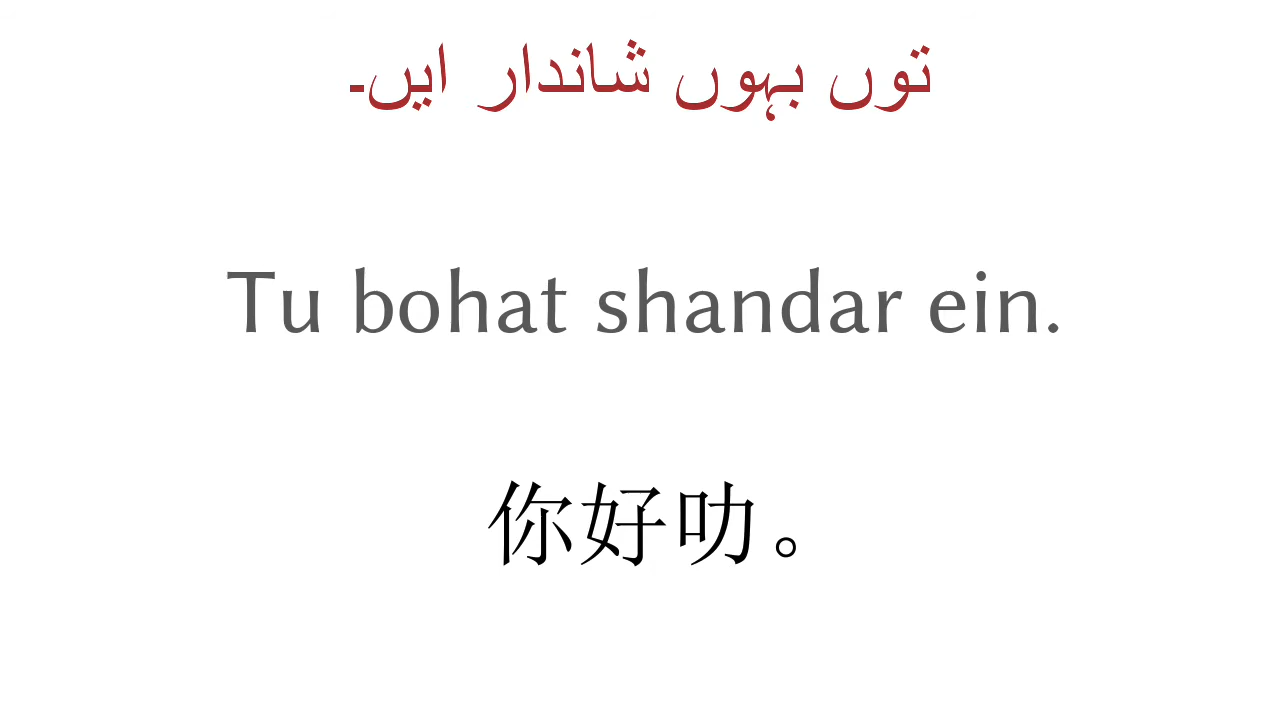 توں بہوں شاندار ایں۔
Tu bohat shandar ein.
你好叻。